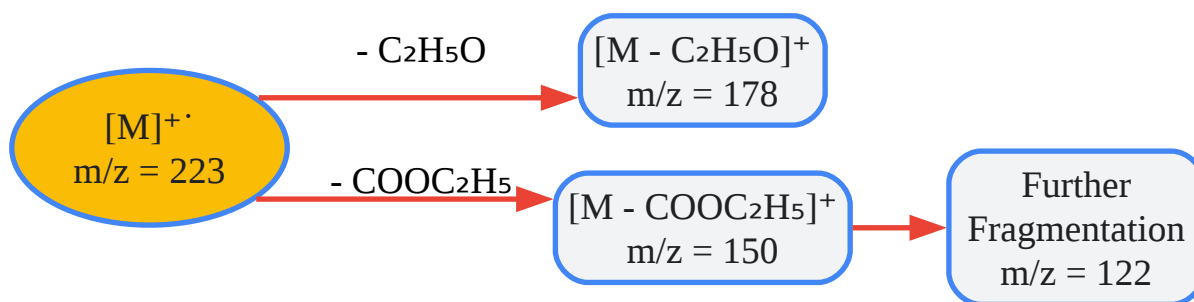 - C₂H₅O
[M - C₂H₅O]⁺
m/z = 178
[M]⁺˙
m/z = 223
- COOC₂H₅
[M - COOC₂H₅]⁺
m/z = 150
Further
Fragmentation
m/z = 122